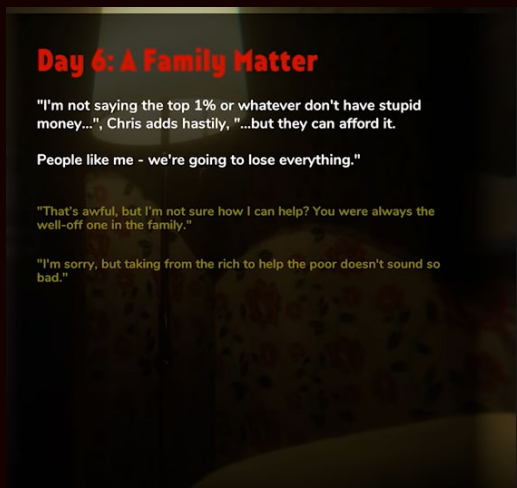 Day 6: A Family Matter
"I'm not saying the top 1% or whatever don't have stupid
money...", Chris adds hastily, "...but they can afford it.
People like me - we're going to lose everything."
"That's awful, but I'm not sure how I can help? You were always the
well-off one in the family."
"I'm sorry, but taking from the rich to help the poor doesn't sound so
bad."